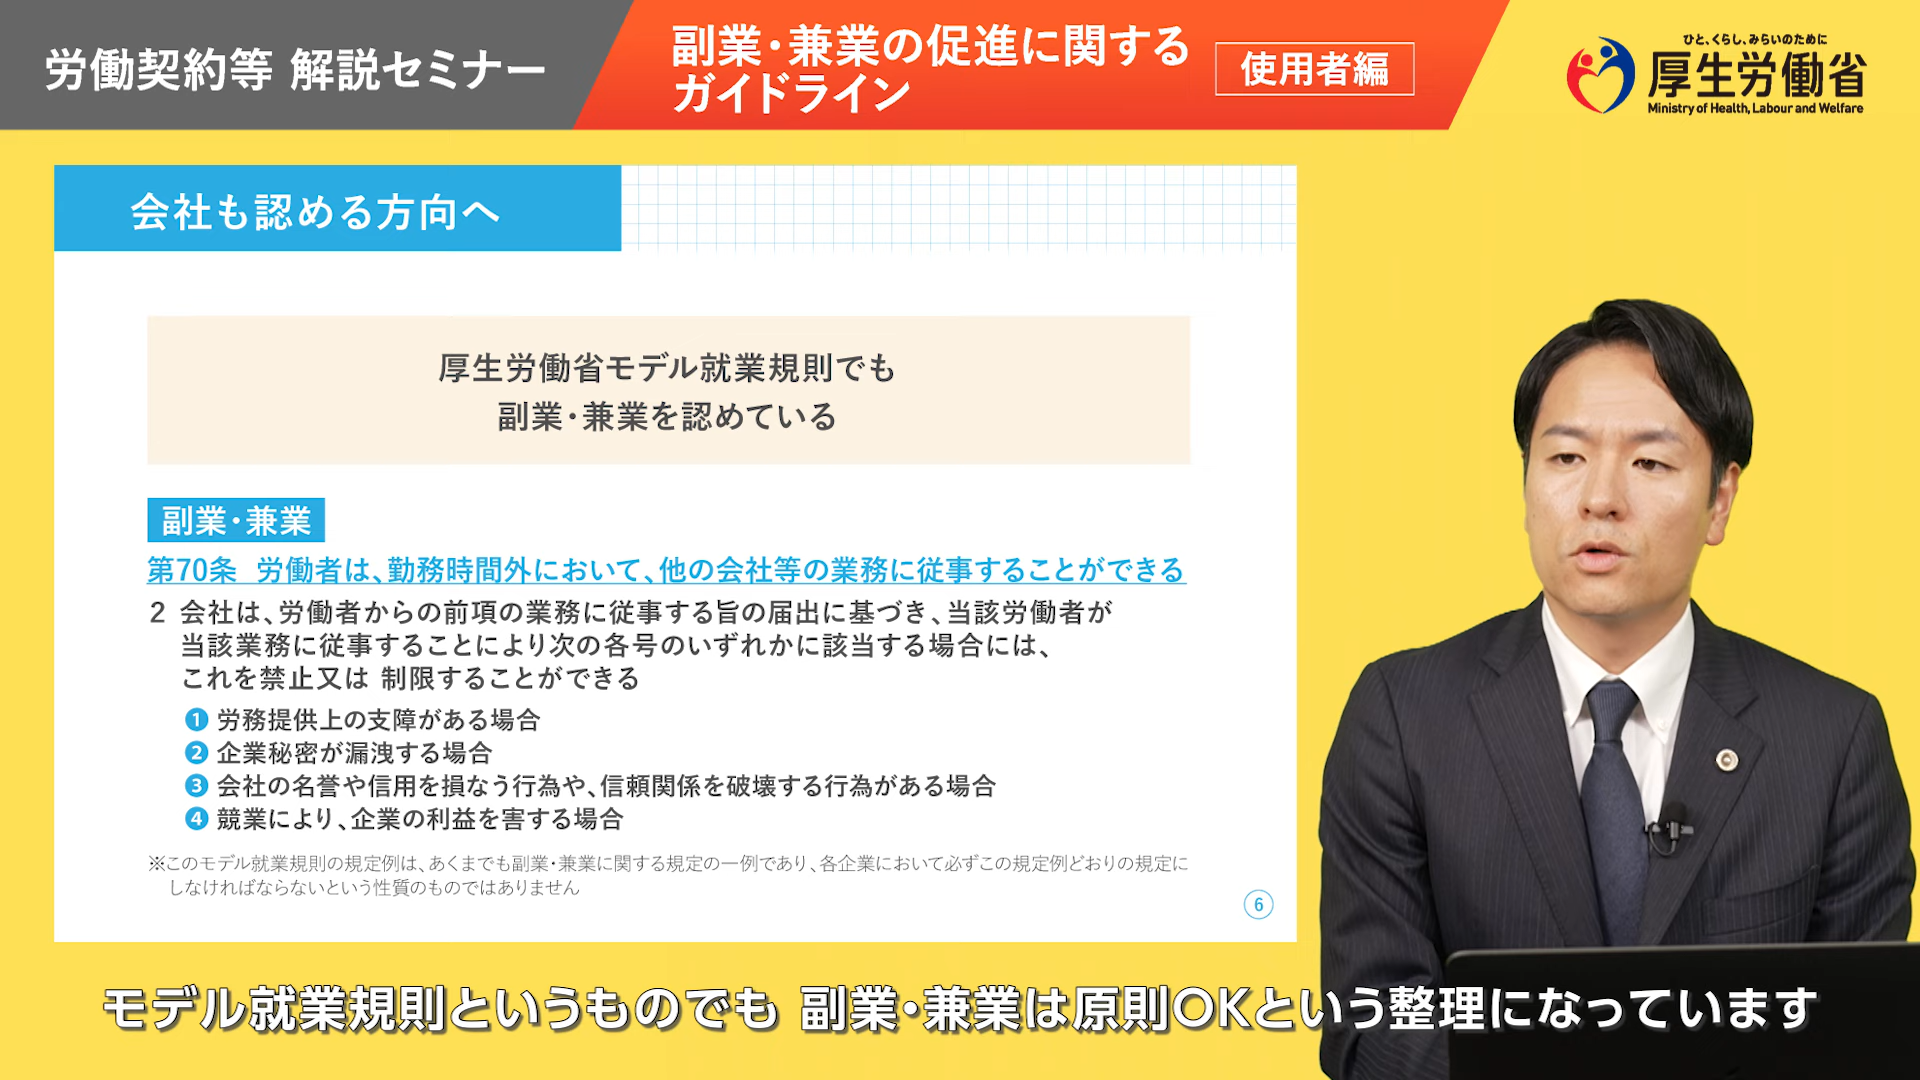 労働契約等 解説セミナー
副業・兼業の促進に関する
ガイドライン
使用者編
ひと、くらし、みらいのために
厚生労働省
Ministry of Health, Labour and Welfare
会社も認める方向へ
厚生労働省モデル就業規則でも
副業・兼業を認めている
副業・兼業
第70条 労働者は、勤務時間外において、他の会社等の業務に従事することができる
2 会社は、労働者からの前項の業務に従事する旨の届出に基づき、当該労働者が
当該業務に従事することにより次の各号のいずれかに該当する場合には、
これを禁止又は 制限することができる
❶ 労務提供上の支障がある場合
❷ 企業秘密が漏洩する場合
❸ 会社の名誉や信用を損なう行為や、信頼関係を破壊する行為がある場合
❹ 競業により、企業の利益を害する場合
※このモデル就業規則の規定例は、あくまでも副業・兼業に関する規定の一例であり、各企業において必ずこの規定例どおりの規定に
しなければならないという性質のものではありません
6
モデル就業規則というものでも 副業・兼業は原則OKという整理になっています